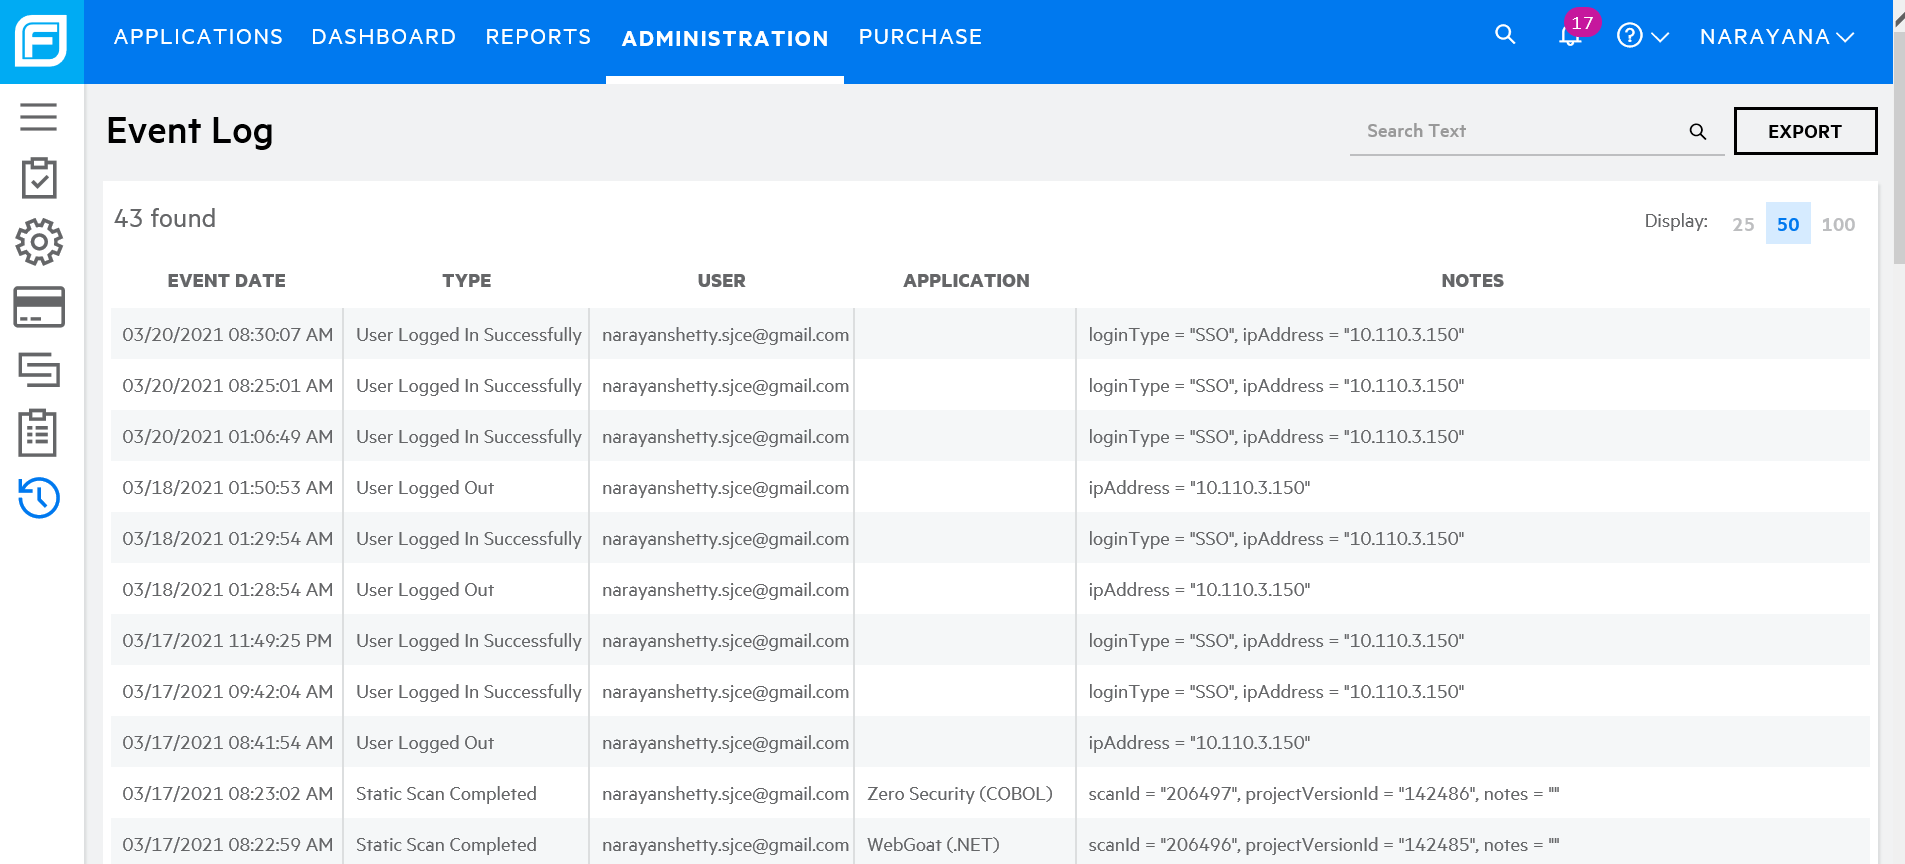 APPLICATIONS DASHBOARD REPORTS ADMINISTRATION PURCHASE 17 NARAYANA
Event Log Search Text EXPORT
43 found Display: 25 50 100
EVENT DATE TYPE USER APPLICATION NOTES
03/20/2021 08:30:07 AM User Logged In Successfully narayanshetty.sjce@gmail.com loginType = "SSO", ipAddress = "10.110.3.150"
03/20/2021 08:25:01 AM User Logged In Successfully narayanshetty.sjce@gmail.com loginType = "SSO", ipAddress = "10.110.3.150"
03/20/2021 01:06:49 AM User Logged In Successfully narayanshetty.sjce@gmail.com loginType = "SSO", ipAddress = "10.110.3.150"
03/18/2021 01:50:53 AM User Logged Out narayanshetty.sjce@gmail.com ipAddress = "10.110.3.150"
03/18/2021 01:29:54 AM User Logged In Successfully narayanshetty.sjce@gmail.com loginType = "SSO", ipAddress = "10.110.3.150"
03/18/2021 01:28:54 AM User Logged Out narayanshetty.sjce@gmail.com ipAddress = "10.110.3.150"
03/17/2021 11:49:25 PM User Logged In Successfully narayanshetty.sjce@gmail.com loginType = "SSO", ipAddress = "10.110.3.150"
03/17/2021 09:42:04 AM User Logged In Successfully narayanshetty.sjce@gmail.com loginType = "SSO", ipAddress = "10.110.3.150"
03/17/2021 08:41:54 AM User Logged Out narayanshetty.sjce@gmail.com ipAddress = "10.110.3.150"
03/17/2021 08:23:02 AM Static Scan Completed narayanshetty.sjce@gmail.com Zero Security (COBOL) scanId = "206497", projectVersionId = "142486", notes = ""
03/17/2021 08:22:59 AM Static Scan Completed narayanshetty.sjce@gmail.com WebGoat (.NET) scanId = "206496", projectVersionId = "142485", notes = ""